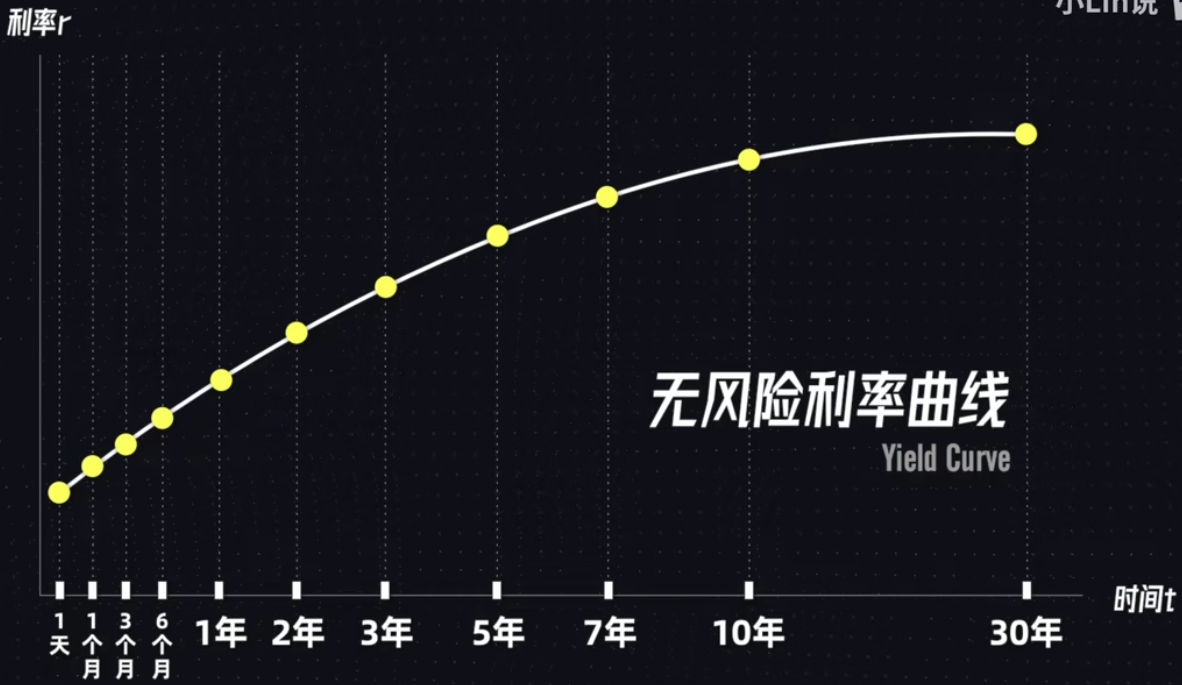 小Lin说
利率r
无风险利率曲线
Yield Curve
时间t
1天
1个月
3个月
6个月
1年
2年
3年
5年
7年
10年
30年